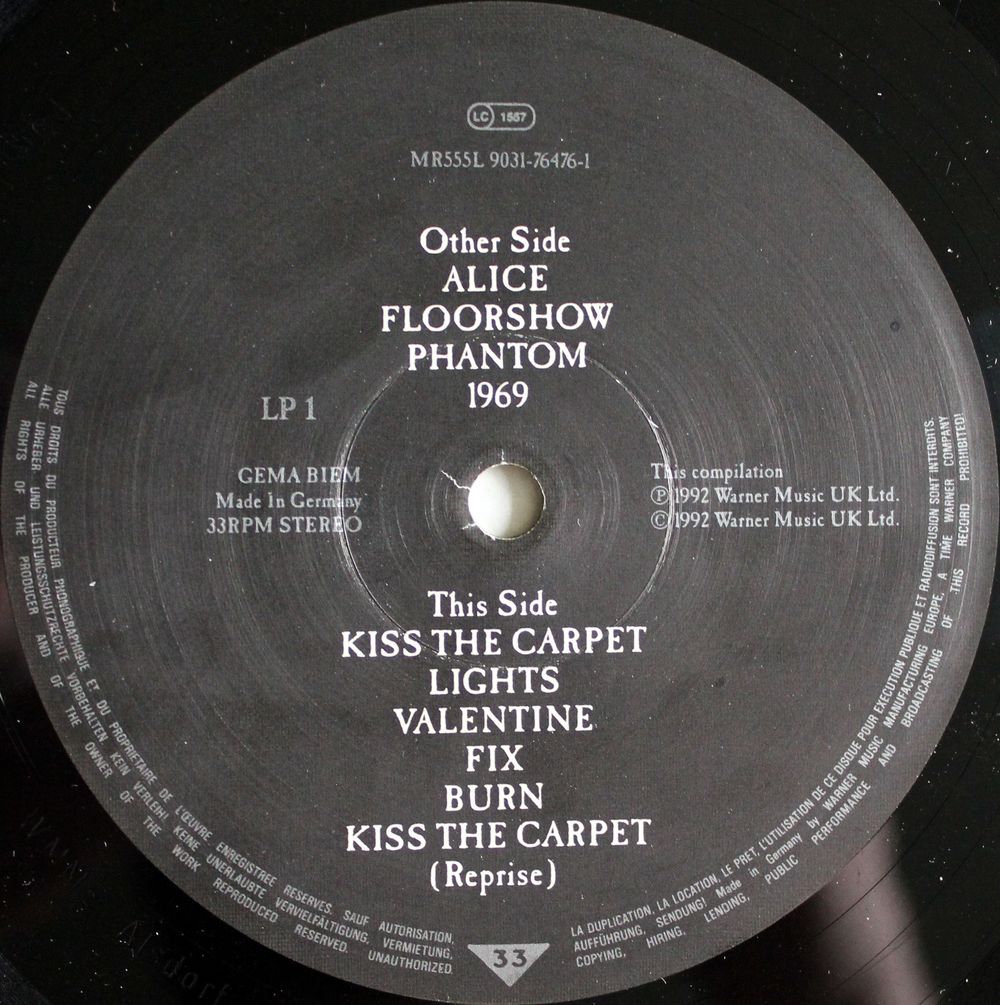 LC 1557
MR555L 9031-76476-1
Other Side
ALICE
FLOORSHOW
PHANTOM
1969
LP 1
GEMA BIEM
Made In Germany
33RPM STEREO
This compilation
Ⓟ 1992 Warner Music UK Ltd.
© 1992 Warner Music UK Ltd.
This Side
KISS THE CARPET
LIGHTS
VALENTINE
FIX
BURN
KISS THE CARPET
(Reprise)
TOUS DROITS DU PRODUCTEUR PHONOGRAPHIQUE ET DU PROPRIETAIRE DE L'ŒUVRE ENREGISTREE RESERVES. SAUF AUTORISATION,
ALLE URHEBER UND LEISTUNGSSCHUTZRECHTE VORBEHALTEN KEIN VERLEIH! KEINE UNERLAUBTE VERVIELFÄLTIGUNG, VERMIETUNG,
ALL RIGHTS OF THE PRODUCER AND OF THE OWNER OF THE WORK REPRODUCED RESERVED. UNAUTHORIZED
33
LA DUPLICATION, LA LOCATION, LE PRET, L'UTILISATION DE CE DISQUE POUR EXECUTION PUBLIQUE ET RADIODIFFUSION SONT INTERDITS.
AUFFÜHRUNG, SENDUNG! Made in Germany by WARNER MUSIC MANUFACTURING EUROPE, A TIME WARNER COMPANY
COPYING, HIRING, LENDING, PUBLIC PERFORMANCE AND BROADCASTING OF THIS RECORD PROHIBITED!